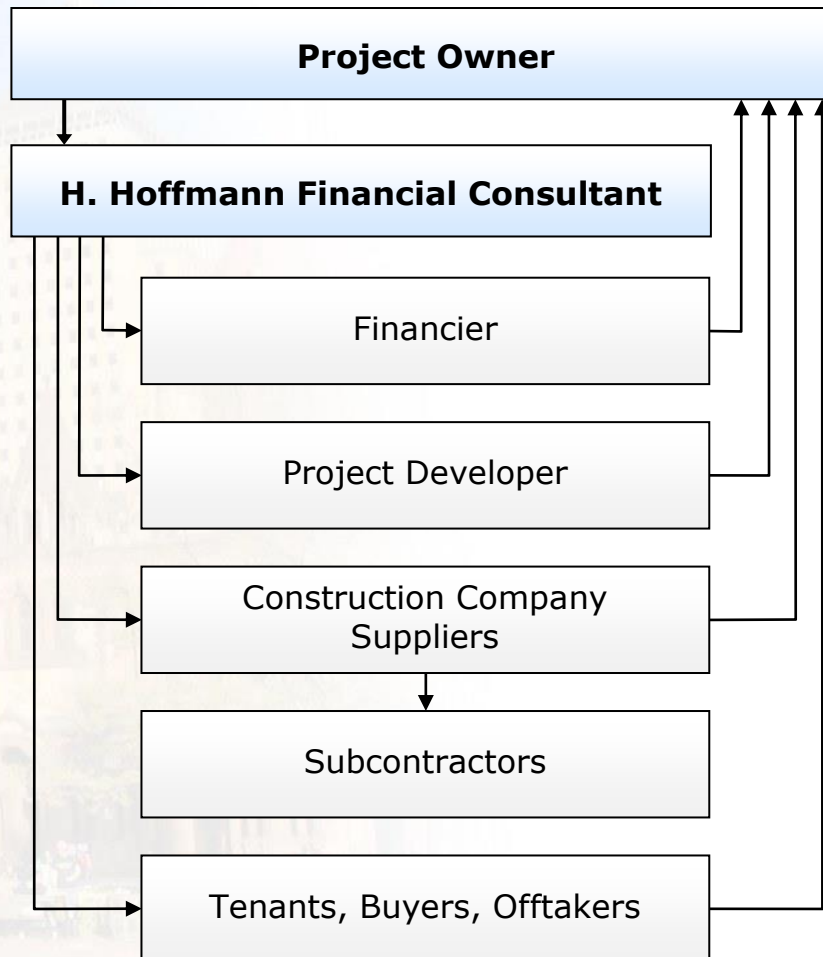 Project Owner
H. Hoffmann Financial Consultant
Financier
Project Developer
Construction Company
Suppliers
Subcontractors
Tenants, Buyers, Offtakers